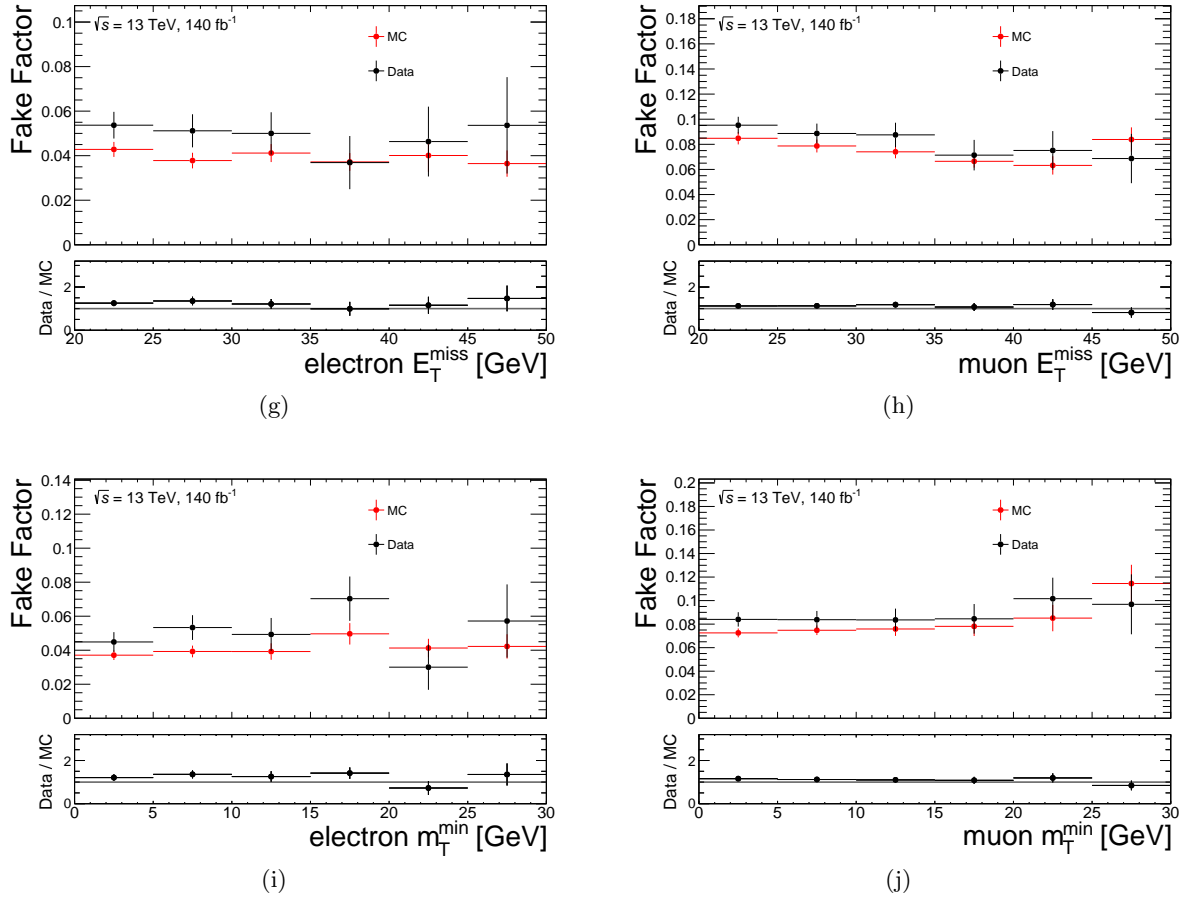 Fake Factor
√s = 13 TeV, 140 fb⁻¹
MC
Data
0.1
0.08
0.06
0.04
0.02
0
Data / MC
2
0
20 25 30 35 40 45 50
electron E_T^miss [GeV]
(g)
Fake Factor
√s = 13 TeV, 140 fb⁻¹
MC
Data
0.18
0.16
0.14
0.12
0.1
0.08
0.06
0.04
0.02
0
Data / MC
2
0
20 25 30 35 40 45 50
muon E_T^miss [GeV]
(h)
Fake Factor
√s = 13 TeV, 140 fb⁻¹
MC
Data
0.14
0.12
0.1
0.08
0.06
0.04
0.02
0
Data / MC
2
0
0 5 10 15 20 25 30
electron m_T^min [GeV]
(i)
Fake Factor
√s = 13 TeV, 140 fb⁻¹
MC
Data
0.2
0.18
0.16
0.14
0.12
0.1
0.08
0.06
0.04
0.02
0
Data / MC
2
0
0 5 10 15 20 25 30
muon m_T^min [GeV]
(j)